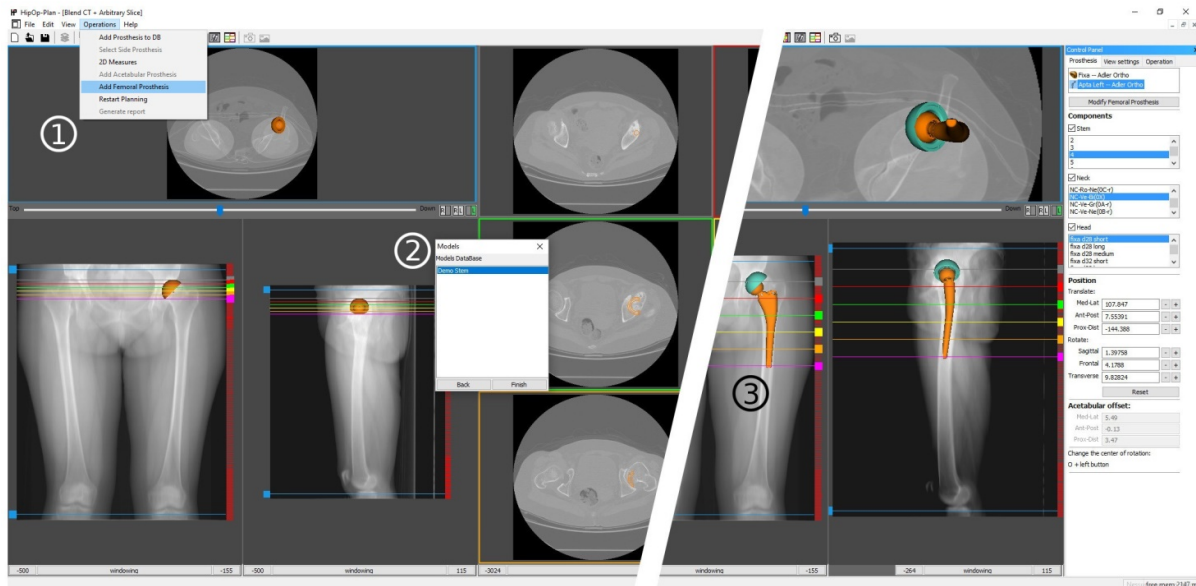 HipOp-Plan - [Blend CT + Arbitrary Slice]
File Edit View Operations Help
Add Prosthesis to DB
Select Side Prosthesis
2D Measures
Add Acetabular Prosthesis
Add Femoral Prosthesis
Restart Planning
Generate report
1
Top
Down
2
Models
Models DataBase
Demo Stem
Back
Finish
3
-500
windowing
-155
-500
windowing
115
-3024
windowing
-155
-264
windowing
115
Control Panel
Prosthesis
View settings
Operation
Fixa -- Adler Ortho
Apta Left -- Adler Ortho
Modify Femoral Prosthesis
Components
Stem
2
3
4
5
Neck
NC-Ro-Ne(0C-r)
NC-Ve-Gr(0A-r)
NC-Ve-Ne(0B-r)
Head
fixa d28 short
fixa d28 long
fixa d28 medium
fixa d32 short
Position
Translate:
Med-Lat 107.847 - +
Ant-Post 7.55391 - +
Prox-Dist -144.388 - +
Rotate:
Sagittal 1.39758 - +
Frontal 4.1788 - +
Transverse 9.82824 - +
Reset
Acetabular offset:
Med-Lat 5.49
Ant-Post -0.13
Prox-Dist 3.47
Change the center of rotation:
O + left button